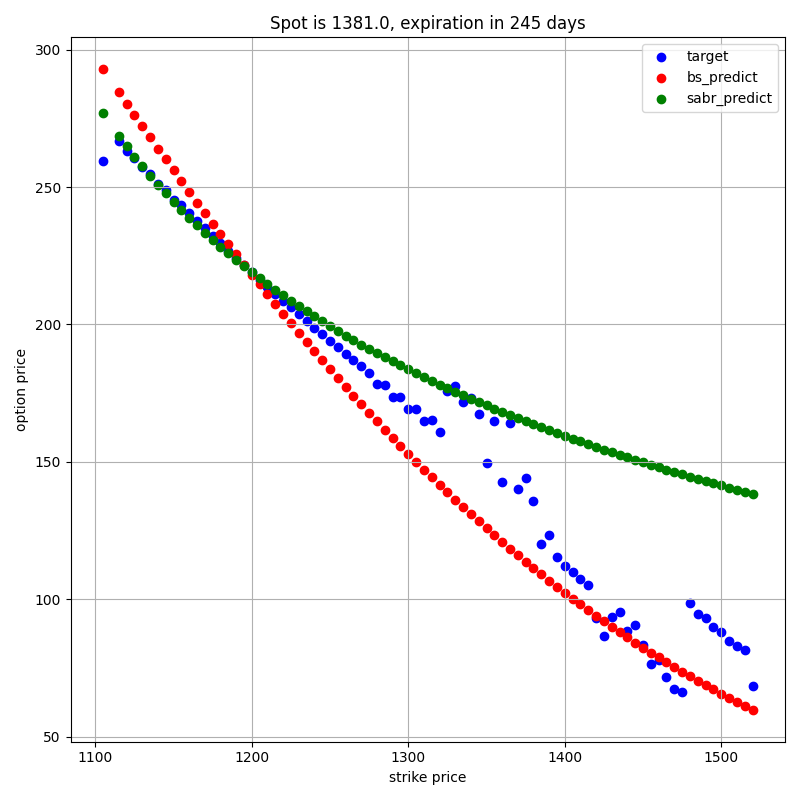 Spot is 1381.0, expiration in 245 days
target
bs_predict
sabr_predict
option price
300
250
200
150
100
50
1100 1200 1300 1400 1500
strike price